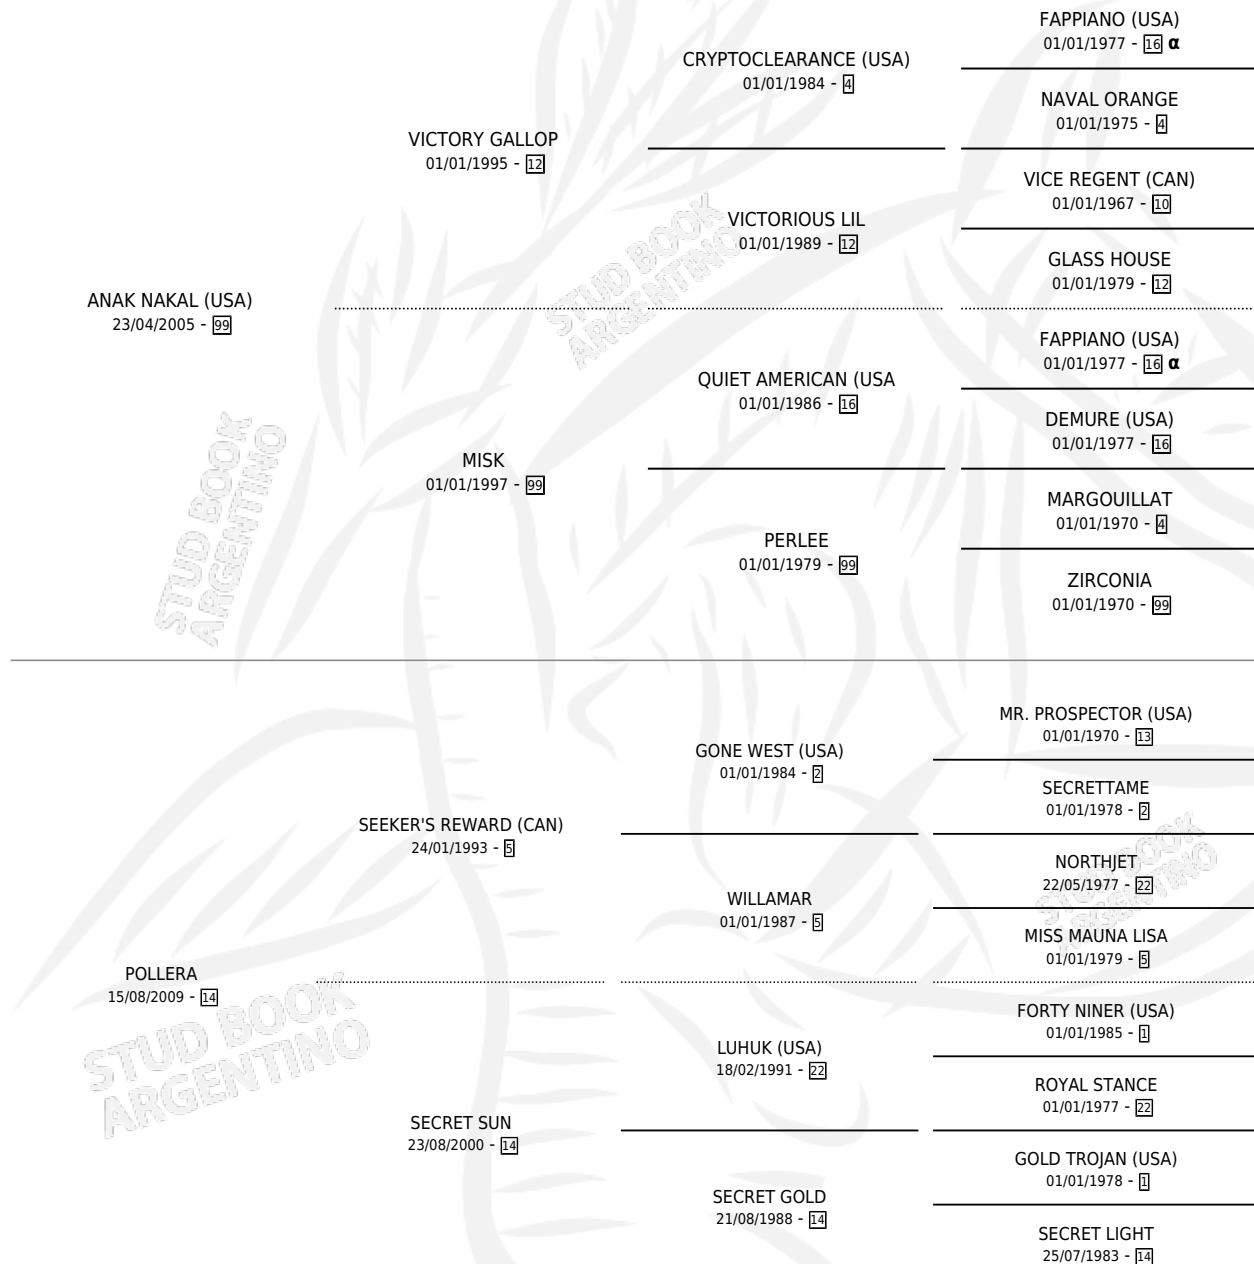 FAPPIANO (USA)
01/01/1977 - 16 α
CRYPTOCLEARANCE (USA)
01/01/1984 - 4
NAVAL ORANGE
01/01/1975 - 4
VICTORY GALLOP
01/01/1995 - 12
VICE REGENT (CAN)
01/01/1967 - 10
VICTORIOUS LIL
01/01/1989 - 12
GLASS HOUSE
01/01/1979 - 12
STUD BOOK
ARGENTINO
ANAK NAKAL (USA)
23/04/2005 - 99
FAPPIANO (USA)
01/01/1977 - 16 α
QUIET AMERICAN (USA
01/01/1986 - 16
DEMURE (USA)
01/01/1977 - 16
MISK
01/01/1997 - 99
MARGOUILLAT
01/01/1970 - 4
PERLEE
01/01/1979 - 99
ZIRCONIA
01/01/1970 - 99
STUD BOOK
ARGENTINO
MR. PROSPECTOR (USA)
01/01/1970 - 13
GONE WEST (USA)
01/01/1984 - 2
SECRETTAME
01/01/1978 - 2
SEEKER'S REWARD (CAN)
24/01/1993 - 5
NORTHJET
22/05/1977 - 22
WILLAMAR
01/01/1987 - 5
MISS MAUNA LISA
01/01/1979 - 5
STUD BOOK
ARGENTINO
POLLERA
15/08/2009 - 14
FORTY NINER (USA)
01/01/1985 - 1
LUHUK (USA)
18/02/1991 - 22
ROYAL STANCE
01/01/1977 - 22
SECRET SUN
23/08/2000 - 14
GOLD TROJAN (USA)
01/01/1978 - 1
SECRET GOLD
21/08/1988 - 14
SECRET LIGHT
25/07/1983 - 14
STUD BOOK
ARGENTINO